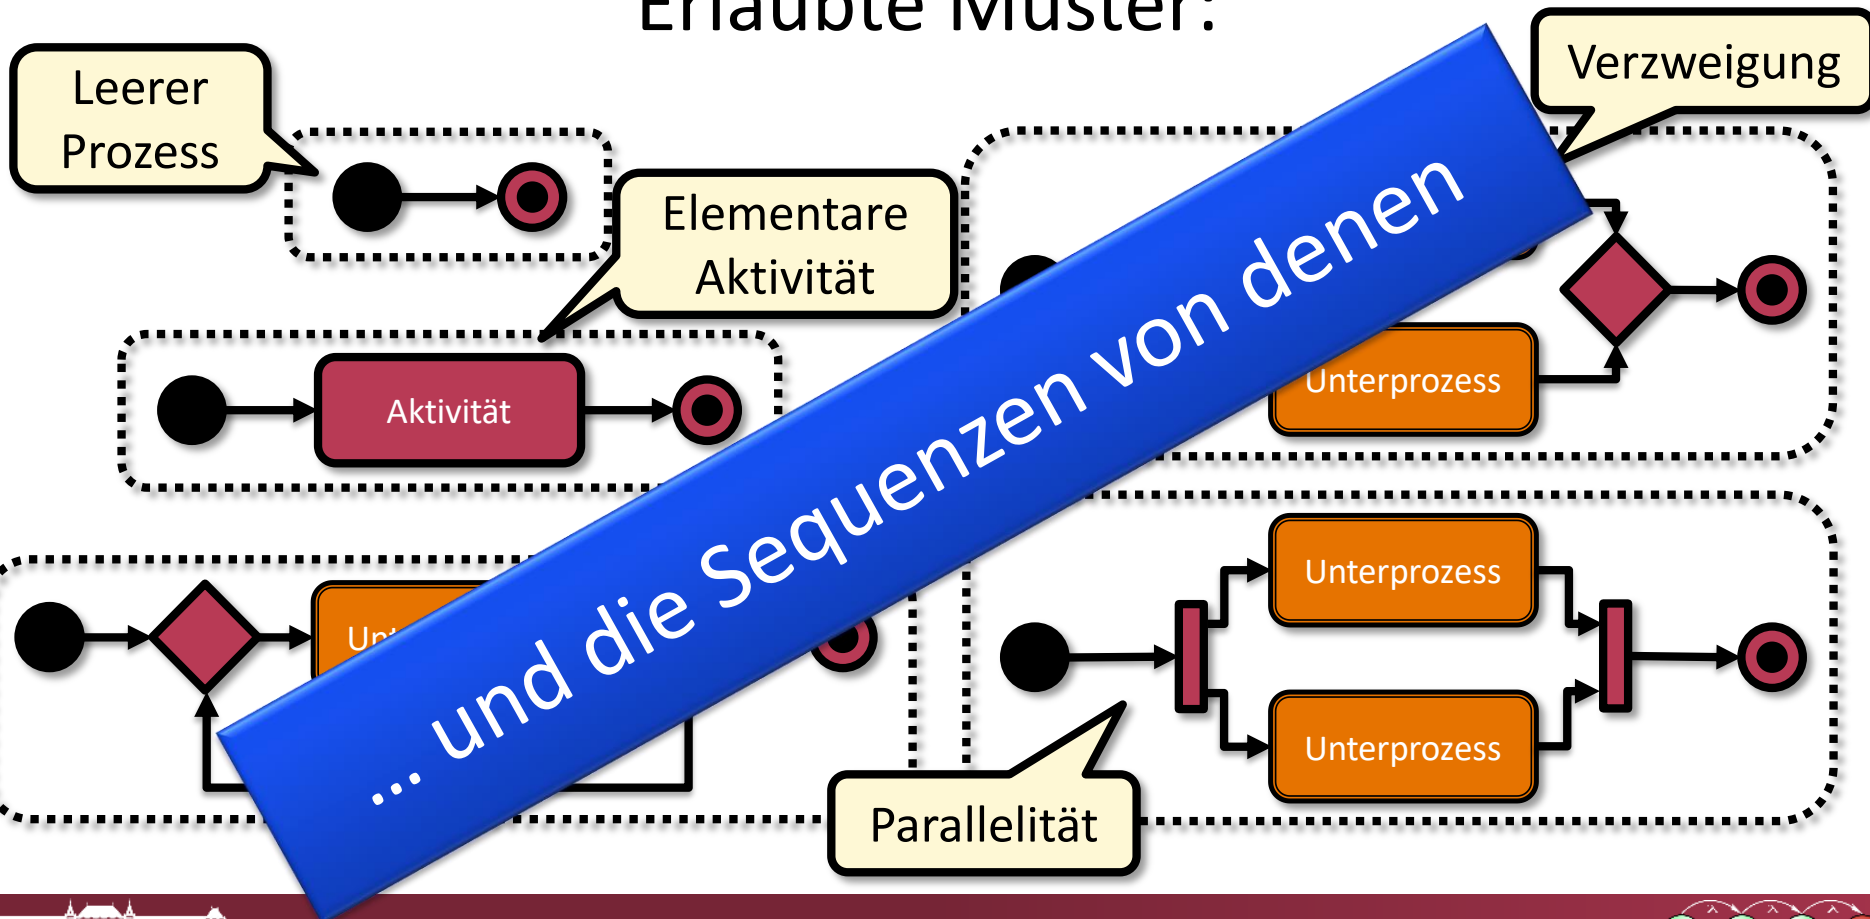 Erlaubte Muster:
Leerer
Prozess
Verzweigung
Elementare
Aktivität
Aktivität
Unterprozess
... und die Sequenzen von denen
Unterprozess
Unterprozess
Parallelität